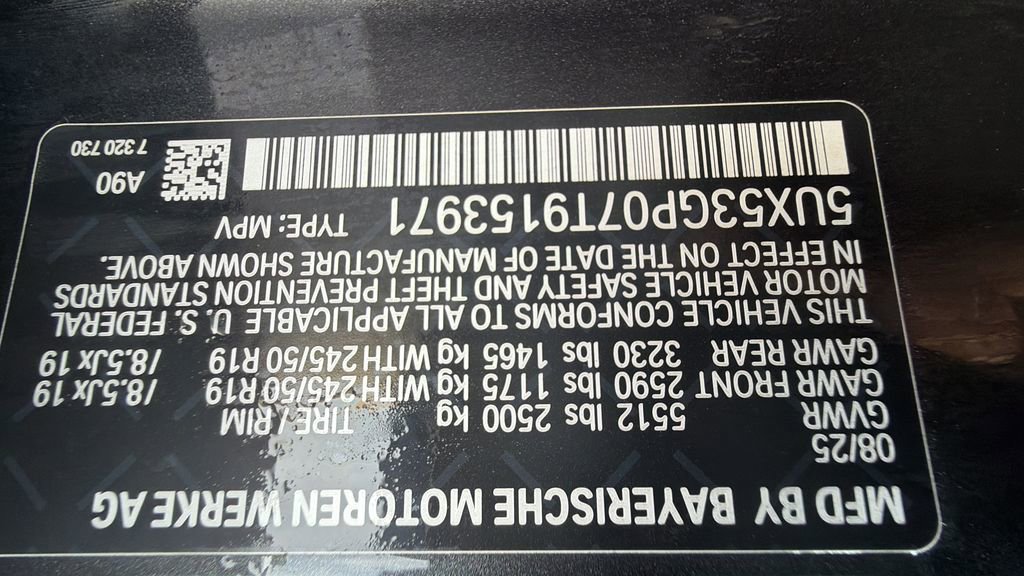 MFD BY BAYERISCHE MOTOREN WERKE AG
08/25
GVWR 5512 lbs 2500 kg TIRE / RIM
GAWR FRONT 2590 lbs 1175 kg WITH 245/50 R19 /8.5Jx 19
GAWR REAR 3230 lbs 1465 kg WITH 245/50 R19 /8.5Jx 19
THIS VEHICLE CONFORMS TO ALL APPLICABLE U. S. FEDERAL
MOTOR VEHICLE SAFETY AND THEFT PREVENTION STANDARDS
IN EFFECT ON THE DATE OF MANUFACTURE SHOWN ABOVE.
5UX53GP07T9153971 TYPE: MPV
A90
7 320 730